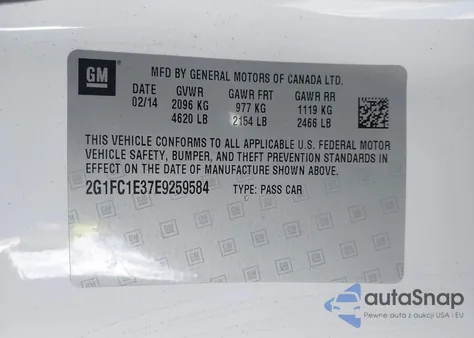 GM
MFD BY GENERAL MOTORS OF CANADA LTD.
DATE GVWR GAWR FRT GAWR RR
02/14 2096 KG 977 KG 1119 KG
4620 LB 2154 LB 2466 LB
THIS VEHICLE CONFORMS TO ALL APPLICABLE U.S. FEDERAL MOTOR
VEHICLE SAFETY, BUMPER, AND THEFT PREVENTION STANDARDS IN
EFFECT ON THE DATE OF MANUFACTURE SHOWN ABOVE.
2G1FC1E37E9259584 TYPE: PASS CAR
autoSnap
Pewne auta z aukcji USA i EU